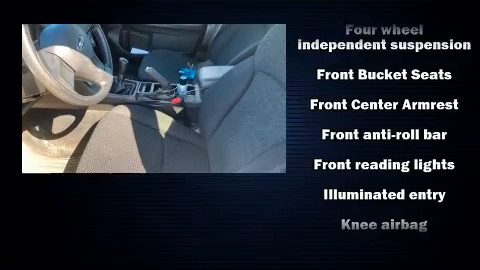 Four wheel
independent suspension
Front Bucket Seats
Front Center Armrest
Front anti-roll bar
Front reading lights
Illuminated entry
Knee airbag